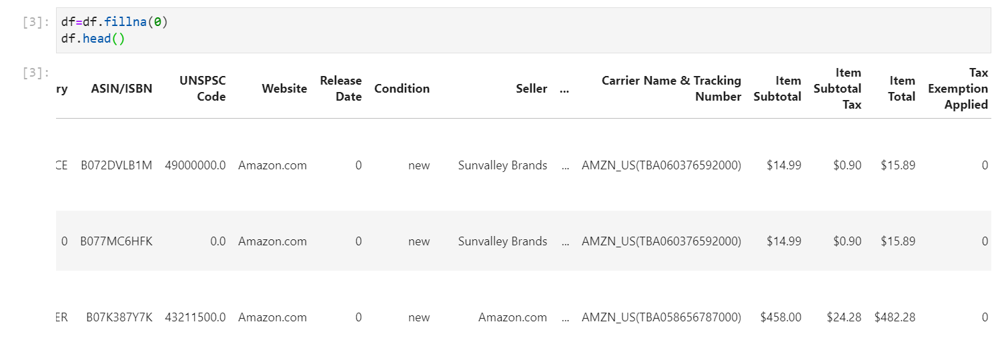 [3]: df=df.fillna(0)
df.head()
[3]:
ry ASIN/ISBN UNSPSC Code Website Release Date Condition Seller ... Carrier Name & Tracking Number Item Subtotal Item Subtotal Tax Item Total Tax Exemption Applied
CE B072DVLB1M 49000000.0 Amazon.com 0 new Sunvalley Brands ... AMZN_US(TBA060376592000) $14.99 $0.90 $15.89 0
0 B077MC6HFK 0.0 Amazon.com 0 new Sunvalley Brands ... AMZN_US(TBA060376592000) $14.99 $0.90 $15.89 0
ER B07K387Y7K 43211500.0 Amazon.com 0 new Amazon.com ... AMZN_US(TBA058656787000) $458.00 $24.28 $482.28 0